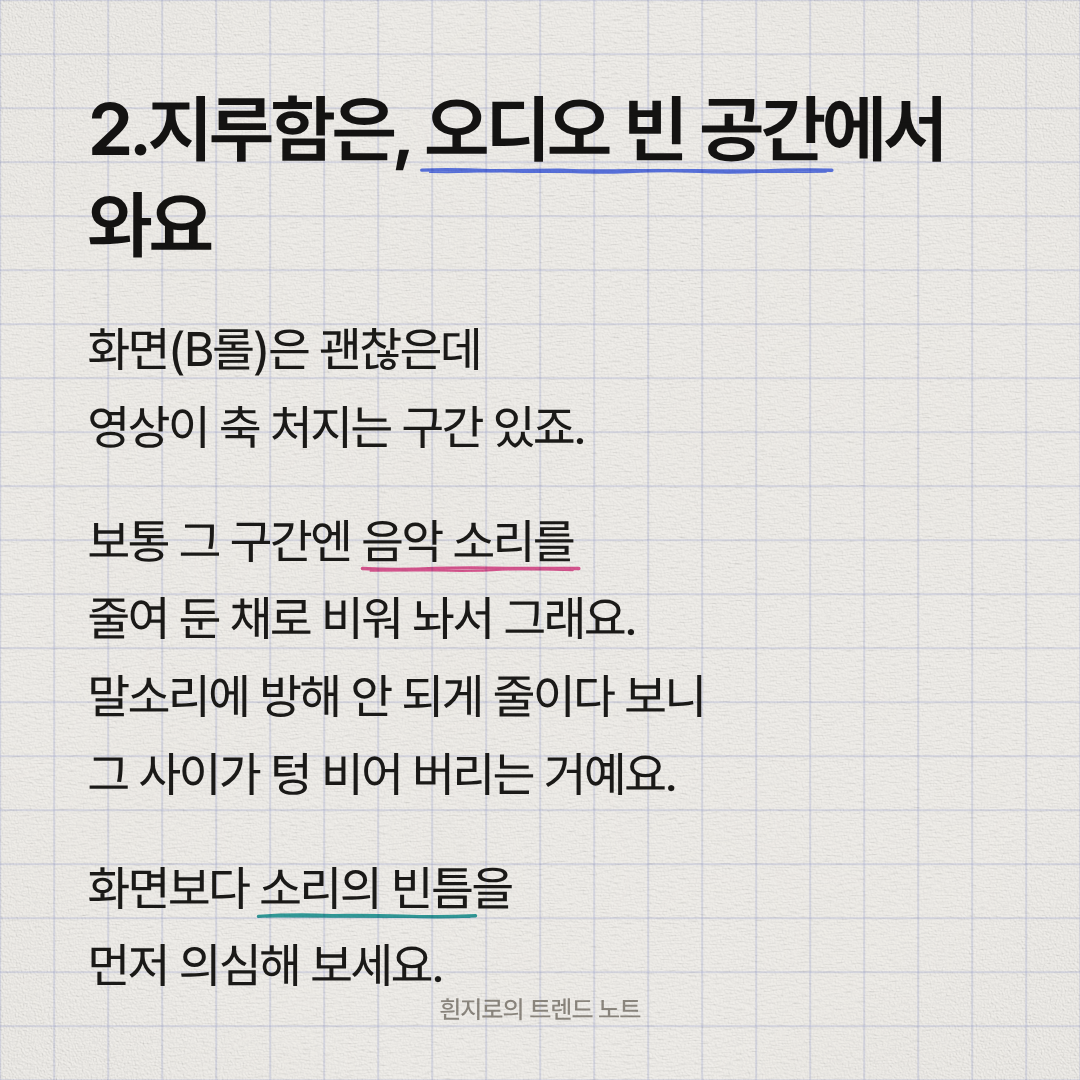 2.지루함은, 오디오 빈 공간에서
와요
화면(B롤)은 괜찮은데
영상이 축 처지는 구간 있죠.
보통 그 구간엔 음악 소리를
줄여 둔 채로 비워 놔서 그래요.
말소리에 방해 안 되게 줄이다 보니
그 사이가 텅 비어 버리는 거예요.
화면보다 소리의 빈틈을
먼저 의심해 보세요.
흰지로의 트렌드 노트